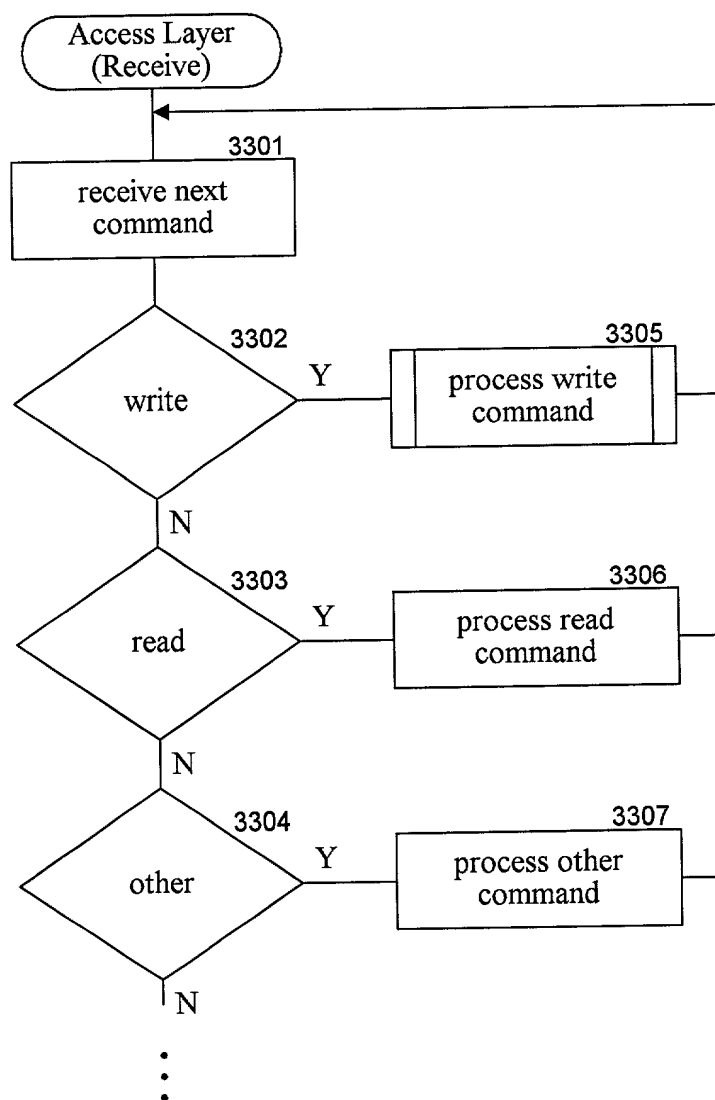 Access Layer
(Receive)
3301
receive next
command
3302
write
Y
3305
process write
command
N
3303
read
Y
3306
process read
command
N
3304
other
Y
3307
process other
command
N